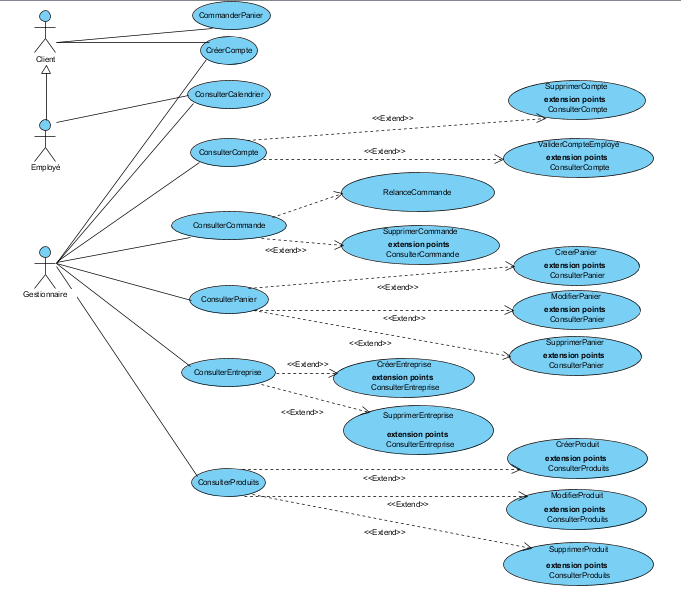 CommanderPanier
CréerCompte
Client
ConsulterCalendrier
SupprimerCompte
extension points
ConsulterCompte
<<Extend>>
Employé
ConsulterCompte
<<Extend>>
ValiderCompteEmployé
extension points
ConsulterCompte
RelanceCommande
ConsulterCommande
<<Extend>>
SupprimerCommande
extension points
ConsulterCommande
Gestionnaire
CreerPanier
extension points
ConsulterPanier
<<Extend>>
ConsulterPanier
ModifierPanier
extension points
ConsulterPanier
<<Extend>>
SupprimerPanier
extension points
ConsulterPanier
<<Extend>>
ConsulterEntreprise
<<Extend>>
CréerEntreprise
extension points
ConsulterEntreprise
<<Extend>>
SupprimerEntreprise
extension points
ConsulterEntreprise
CréerProduit
extension points
ConsulterProduits
<<Extend>>
ConsulterProduits
ModifierProduit
extension points
ConsulterProduits
<<Extend>>
<<Extend>>
SupprimerProduit
extension points
ConsulterProduits